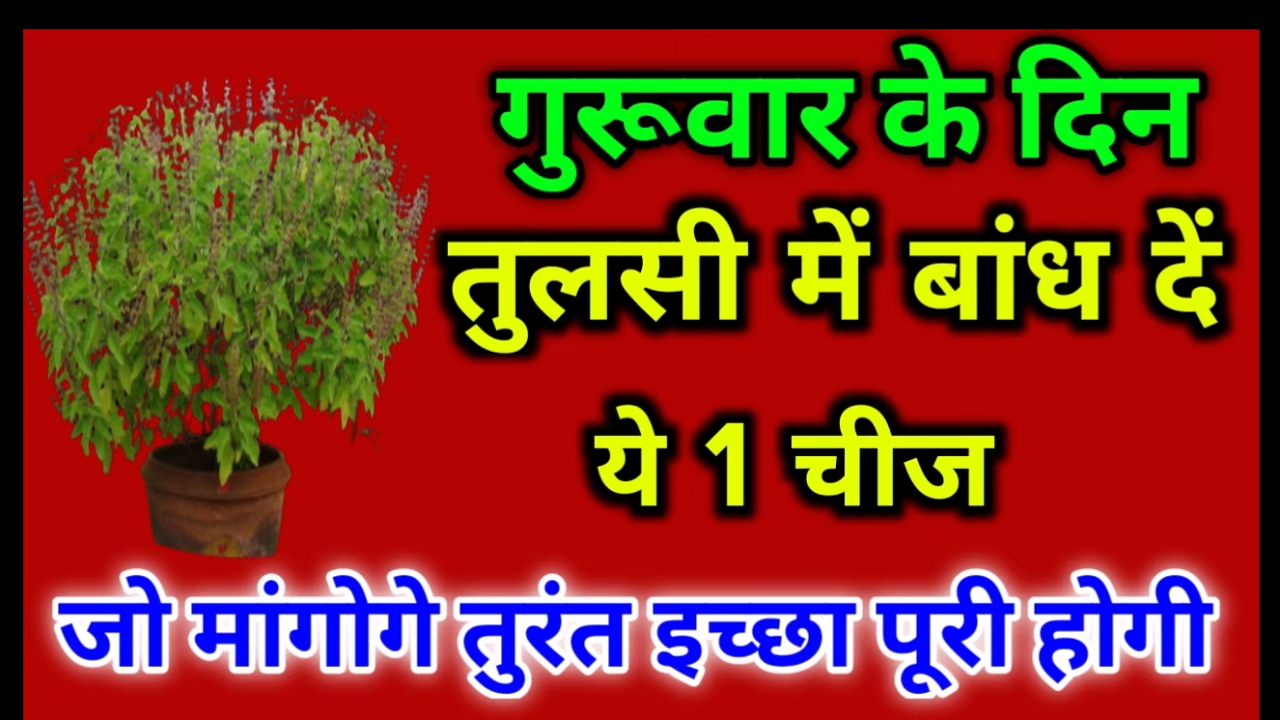 गुरूवार के दिन
तुलसी में बांध दें
ये 1 चीज
जो मांगोगे तुरंत इच्छा पूरी होगी